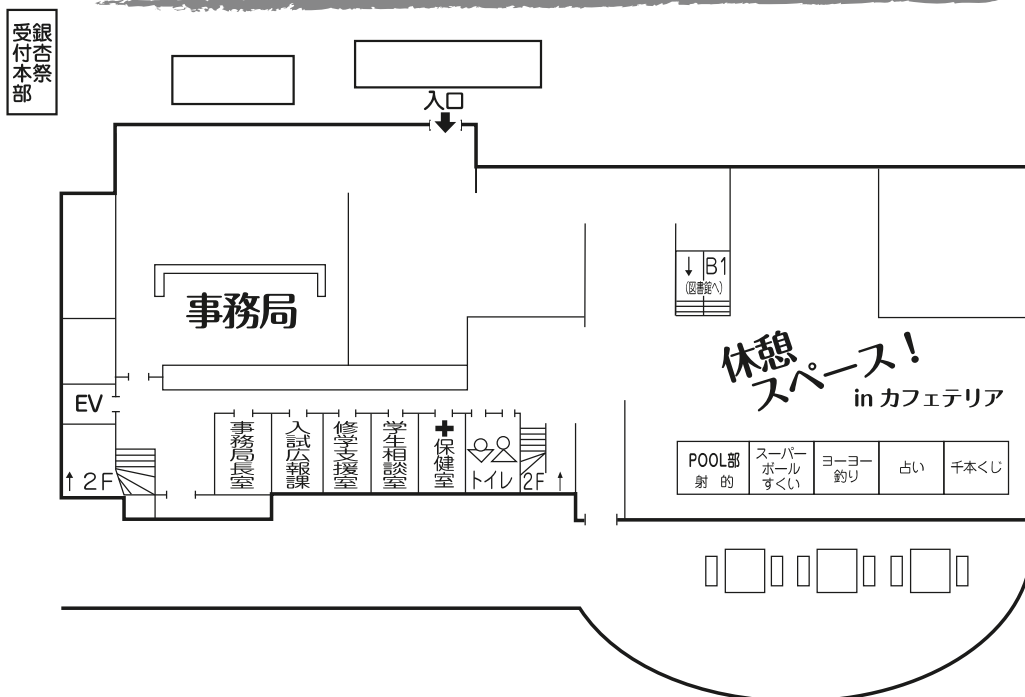 銀杏祭
受付本部
入口
B1
(図書館へ)
事務局
休憩
スペース!
in カフェテリア
EV
2F
事務局長室
入試広報課
修学支援室
学生相談室
保健室
トイレ
2F
POOL部
射的
スーパー
ボール
すくい
ヨーヨー
釣り
占い
千本くじ